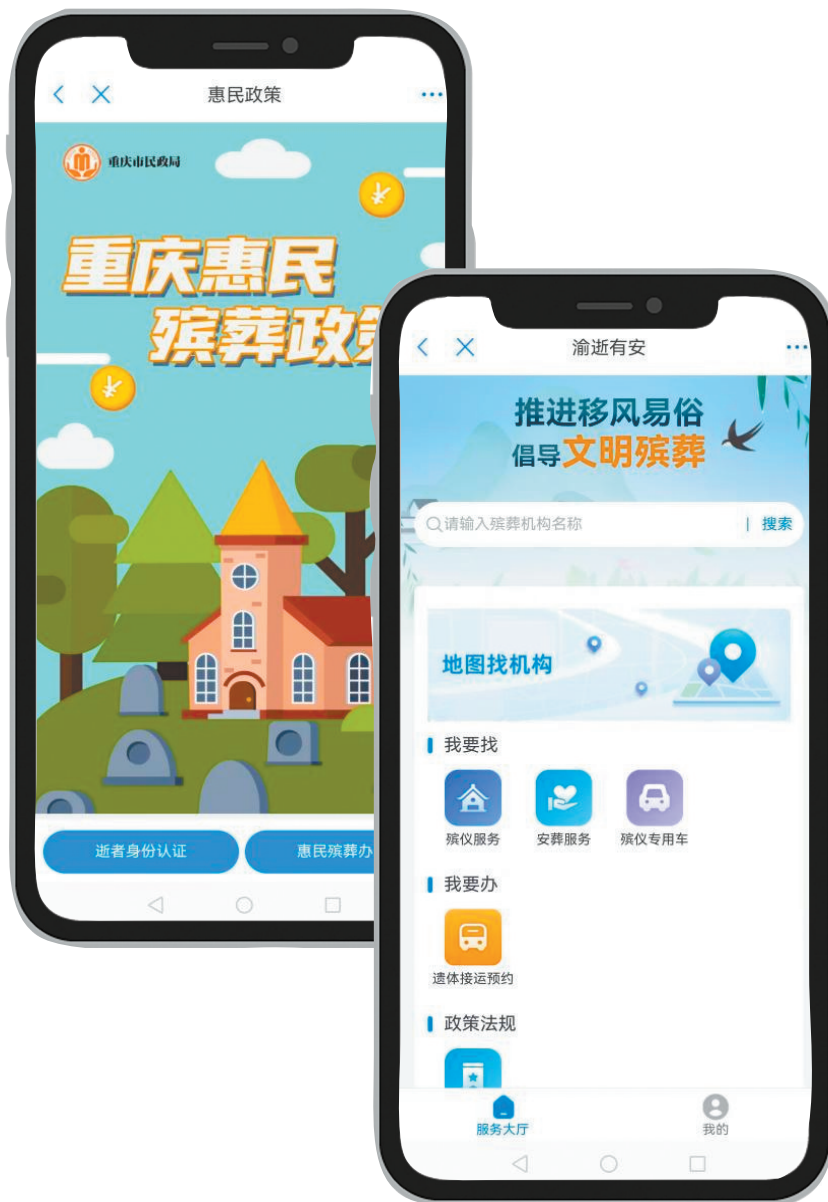 惠民政策
重庆市民政局
重庆惠民
殡葬政策
逝者身份认证
惠民殡葬办
渝逝有安
推进移风易俗
倡导文明殡葬
请输入殡葬机构名称
搜索
地图找机构
我要找
殡仪服务
安葬服务
殡仪专用车
我要办
遗体接运预约
政策法规
服务大厅
我的